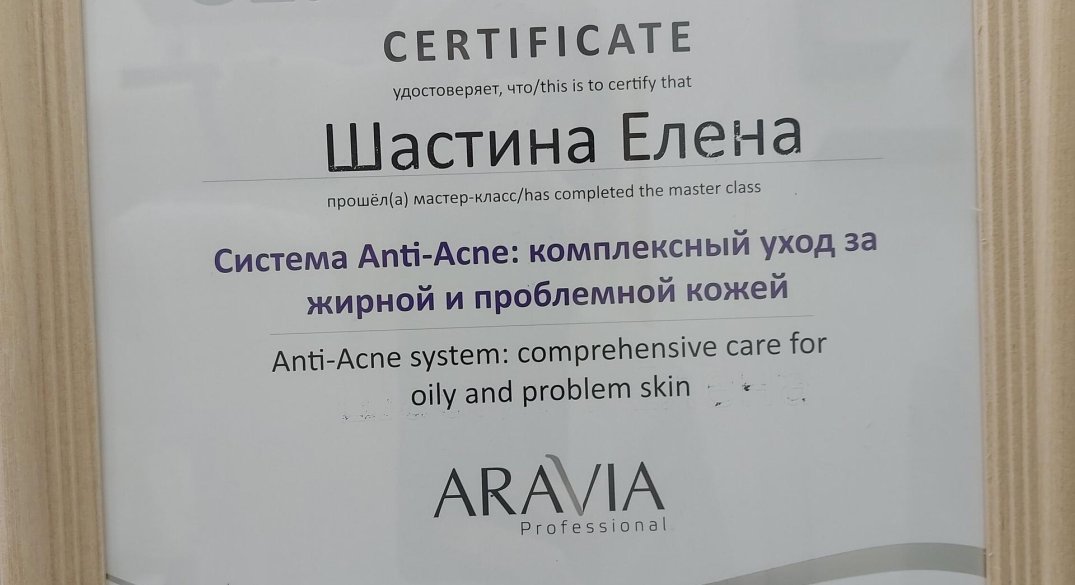 CERTIFICATE
удостоверяет, что/this is to certify that
Шастина Елена
прошёл(а) мастер-класс/has completed the master class
Система Anti-Acne: комплексный уход за
жирной и проблемной кожей
Anti-Acne system: comprehensive care for
oily and problem skin
ARAVIA
Professional